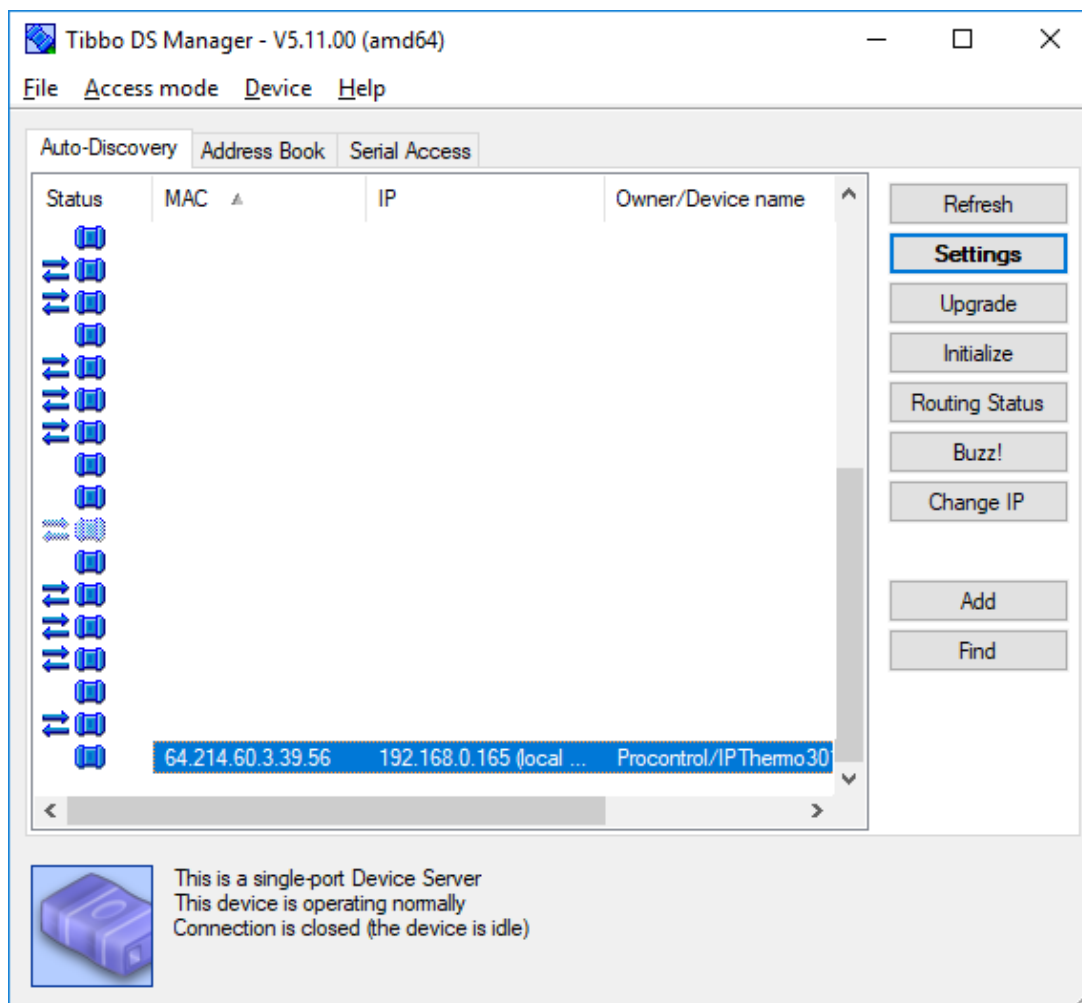 Tibbo DS Manager - V5.11.00 (amd64)
File Access mode Device Help
Auto-Discovery Address Book Serial Access
Status MAC IP Owner/Device name
Refresh
Settings
Upgrade
Initialize
Routing Status
Buzz!
Change IP
Add
Find
64.214.60.3.39.56 192.168.0.165 (local ... Procontrol/IPThermo301
This is a single-port Device Server
This device is operating normally
Connection is closed (the device is idle)